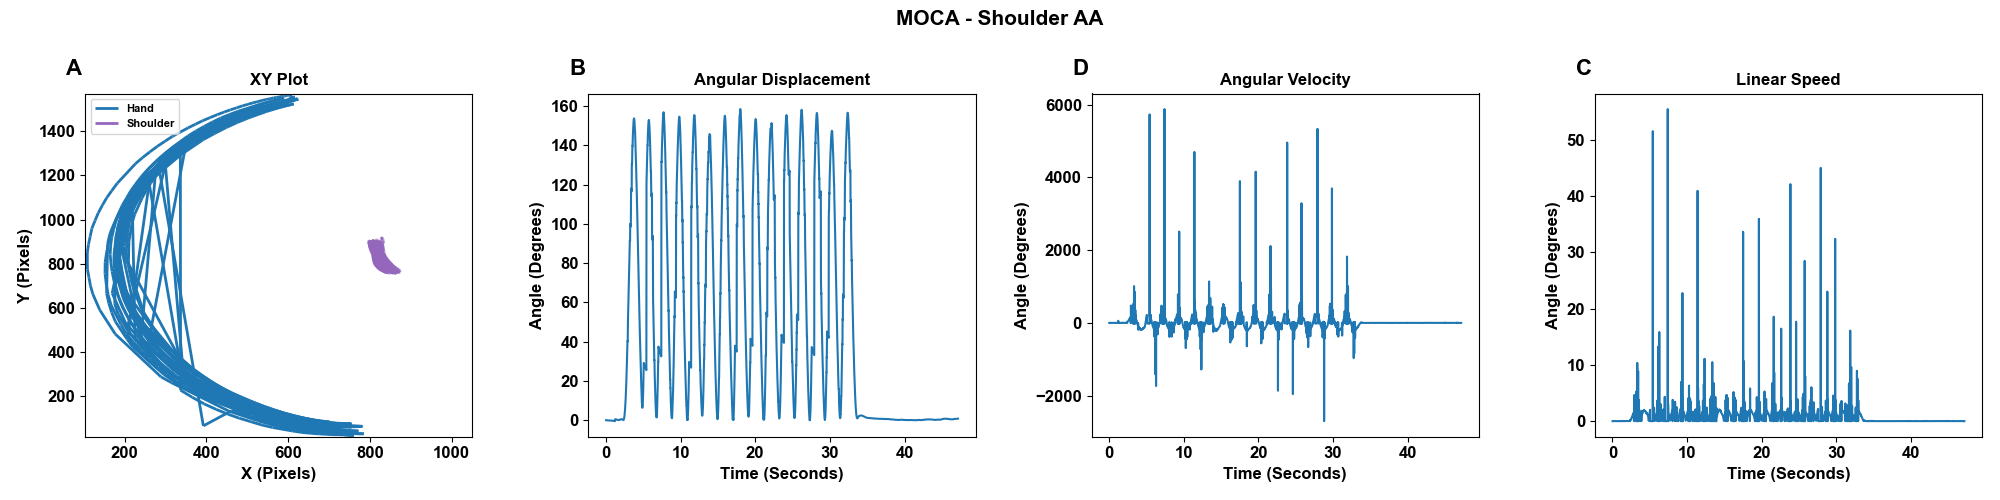 MOCA - Shoulder AA
A
XY Plot
Hand
Shoulder
1400
1200
1000
800
600
400
200
Y (Pixels)
200
400
600
800
1000
X (Pixels)
B
Angular Displacement
160
140
120
100
80
60
40
20
0
Angle (Degrees)
0
10
20
30
40
Time (Seconds)
D
Angular Velocity
6000
4000
2000
0
−2000
Angle (Degrees)
0
10
20
30
40
Time (Seconds)
C
Linear Speed
50
40
30
20
10
0
Angle (Degrees)
0
10
20
30
40
Time (Seconds)